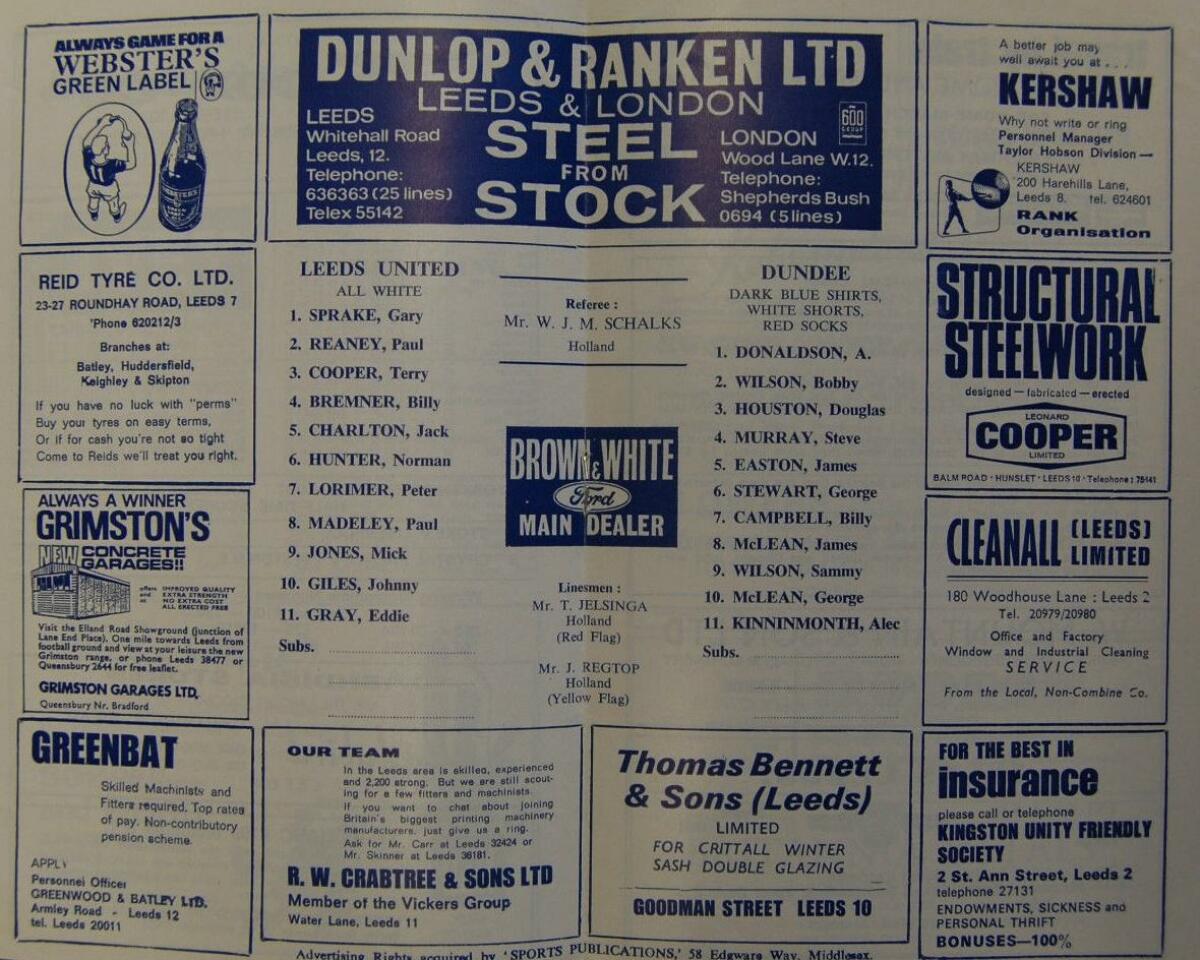 ALWAYS GAME FOR A
WEBSTER'S
GREEN LABEL
DUNLOP & RANKEN LTD
LEEDS & LONDON
STEEL
FROM
STOCK
LEEDS
Whitehall Road
Leeds, 12.
Telephone:
636363 (25 lines)
Telex 55142
600
GROUP
LONDON
Wood Lane W.12.
Telephone:
Shepherds Bush
0694 (5 lines)
A better job may
well await you at . . .
KERSHAW
Why not write or ring
Personnel Manager
Taylor Hobson Division —
KERSHAW
200 Harehills Lane,
Leeds 8. tel. 624601
RANK
Organisation
REID TYRE CO. LTD.
23-27 ROUNDHAY ROAD, LEEDS 7
'Phone 620212/3
Branches at:
Batley, Huddersfield,
Keighley & Skipton
If you have no luck with "perms"
Buy your tyres on easy terms,
Or if for cash you're not so tight
Come to Reids we'll treat you right.
ALWAYS A WINNER
GRIMSTON'S
NEW CONCRETE
GARAGES!!
offers IMPROVED QUALITY
and EXTRA STRENGTH
at NO EXTRA COST
ALL ERECTED FREE
Visit the Elland Road Showground (junction of
Lane End Place). One mile towards Leeds from
football ground and view at your leisure the new
Grimston range, or phone Leeds 38477 or
Queensbury 2644 for free leaflet.
GRIMSTON GARAGES LTD,
Queensbury Nr. Bradford
LEEDS UNITED
ALL WHITE
1. SPRAKE, Gary
2. REANEY, Paul
3. COOPER, Terry
4. BREMNER, Billy
5. CHARLTON, Jack
6. HUNTER, Norman
7. LORIMER, Peter
8. MADELEY, Paul
9. JONES, Mick
10. GILES, Johnny
11. GRAY, Eddie
Subs.
Referee :
Mr. W. J. M. SCHALKS
Holland
BROWN & WHITE
Ford
MAIN DEALER
Linesmen :
Mr. T. JELSINGA
Holland
(Red Flag)
Mr. J. REGTOP
Holland
(Yellow Flag)
DUNDEE
DARK BLUE SHIRTS,
WHITE SHORTS,
RED SOCKS
1. DONALDSON, A.
2. WILSON, Bobby
3. HOUSTON, Douglas
4. MURRAY, Steve
5. EASTON, James
6. STEWART, George
7. CAMPBELL, Billy
8. McLEAN, James
9. WILSON, Sammy
10. McLEAN, George
11. KINNINMONTH, Alec
Subs.
STRUCTURAL
STEELWORK
designed — fabricated — erected
LEONARD
COOPER
LIMITED
BALM ROAD · HUNSLET · LEEDS 10 · Telephone: 75141
CLEANALL (LEEDS)
LIMITED
180 Woodhouse Lane : Leeds 2
Tel. 20979/20980
Office and Factory
Window and Industrial Cleaning
SERVICE
From the Local, Non-Combine Co.
GREENBAT
Skilled Machinists and
Fitters required. Top rates
of pay. Non-contributory
pension scheme.
APPLY
Personnel Officer
GREENWOOD & BATLEY LTD.
Armley Road - Leeds 12
tel. Leeds 20011
OUR TEAM
In the Leeds area is skilled, experienced
and 2,200 strong. But we are still scout-
ing for a few fitters and machinists.
If you want to chat about joining
Britain's biggest printing machinery
manufacturers, just give us a ring.
Ask for Mr. Carr at Leeds 32424 or
Mr. Skinner at Leeds 36181.
R. W. CRABTREE & SONS LTD
Member of the Vickers Group
Water Lane, Leeds 11
Thomas Bennett
& Sons (Leeds)
LIMITED
FOR CRITTALL WINTER
SASH DOUBLE GLAZING
GOODMAN STREET LEEDS 10
FOR THE BEST IN
insurance
please call or telephone
KINGSTON UNITY FRIENDLY
SOCIETY
2 St. Ann Street, Leeds 2
telephone 27131
ENDOWMENTS, SICKNESS and
PERSONAL THRIFT
BONUSES—100%
Advertising Rights acquired by 'SPORTS PUBLICATIONS,' 58 Edgware Way, Middlesex.